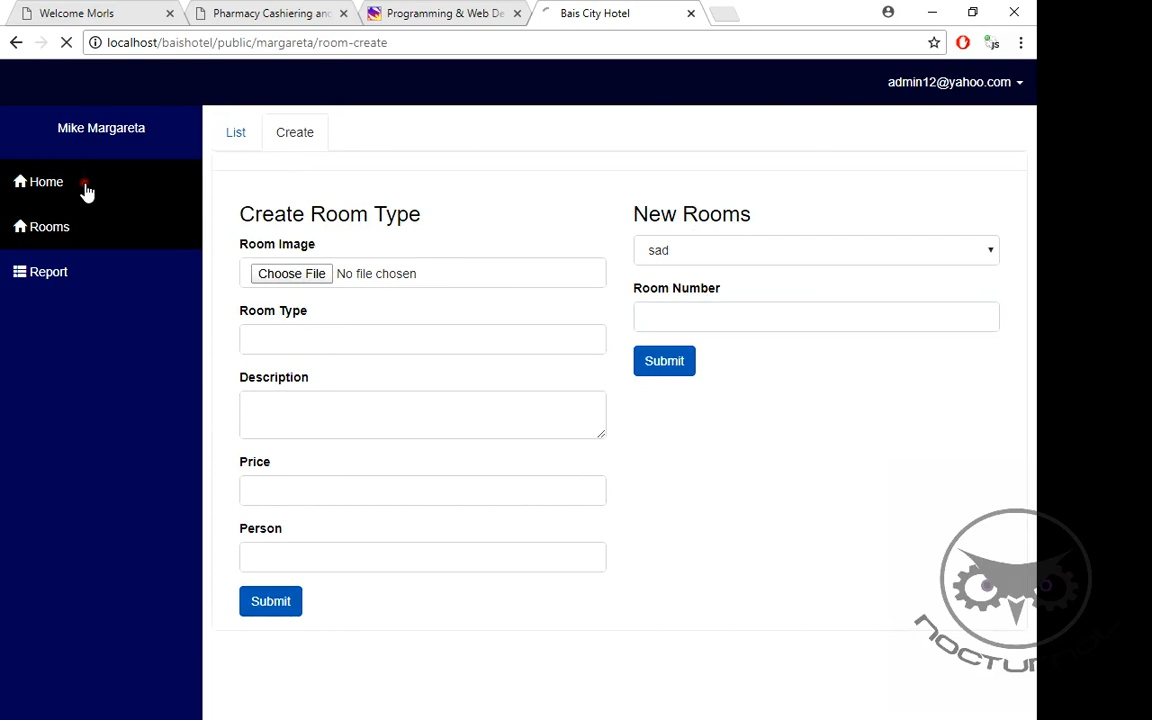 Welcome Morls
Pharmacy Cashiering and
Programming & Web De
Bais City Hotel
localhost/baishotel/public/margareta/room-create
admin12@yahoo.com
Mike Margareta
List
Create
Home
Rooms
Report
Create Room Type
Room Image
Choose File No file chosen
Room Type
Description
Price
Person
Submit
New Rooms
sad
Room Number
Submit